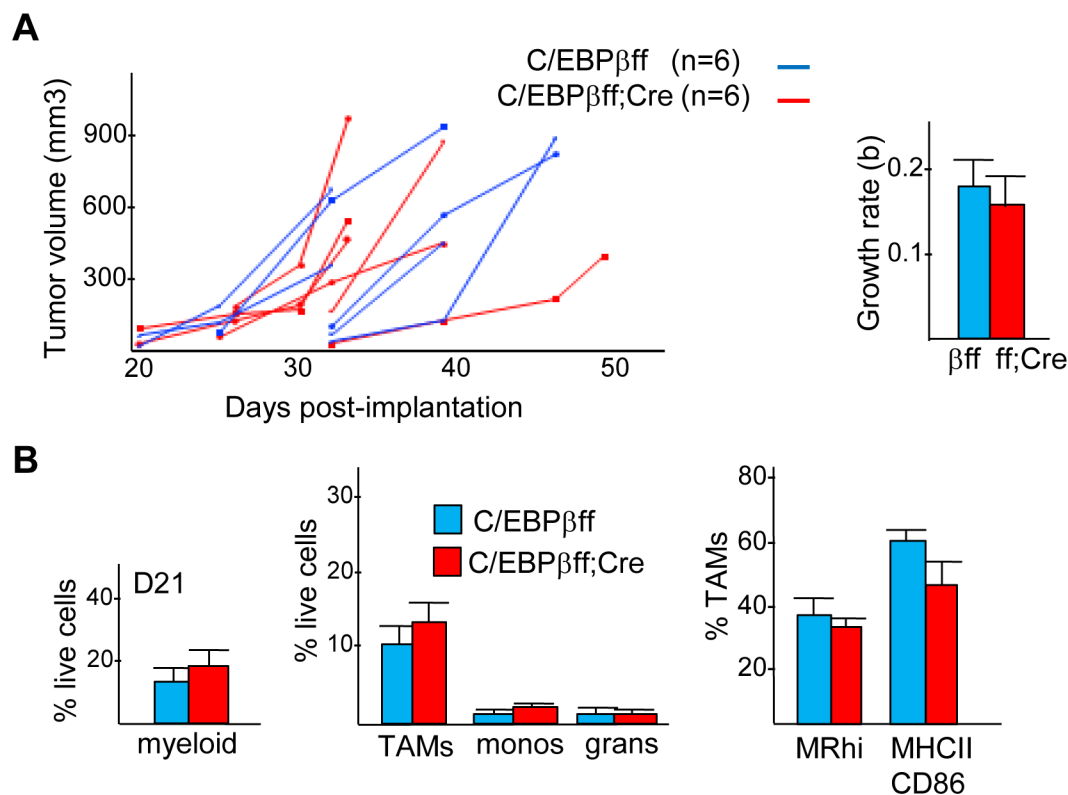 A
C/EBPβff (n=6)
C/EBPβff;Cre (n=6)
Tumor volume (mm3)
900
600
300
20 30 40 50
Days post-implantation
Growth rate (b)
0.2
0.1
βff ff;Cre
B
D21
% live cells
40
20
myeloid
% live cells
30
20
10
C/EBPβff
C/EBPβff;Cre
TAMs monos grans
% TAMs
80
60
40
20
MRhi MHCII
CD86